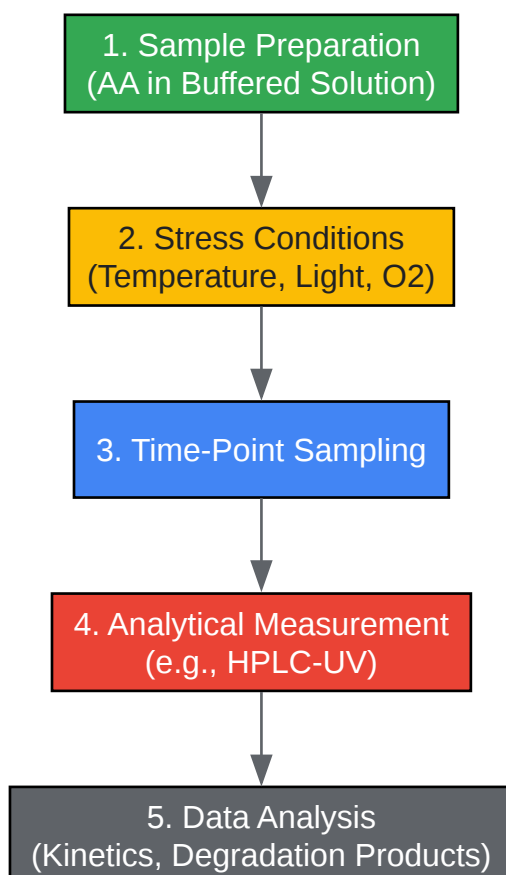 1. Sample Preparation
(AA in Buffered Solution)
2. Stress Conditions
(Temperature, Light, O2)
3. Time-Point Sampling
4. Analytical Measurement
(e.g., HPLC-UV)
5. Data Analysis
(Kinetics, Degradation Products)